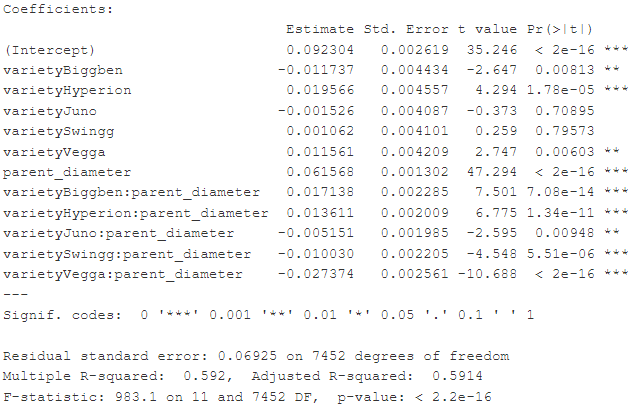 Coefficients:
Estimate Std. Error t value Pr(>|t|)
(Intercept) 0.092304 0.002619 35.246 < 2e-16 ***
varietyBiggben -0.011737 0.004434 -2.647 0.00813 **
varietyHyperion 0.019566 0.004557 4.294 1.78e-05 ***
varietyJuno -0.001526 0.004087 -0.373 0.70895
varietySwingg 0.001062 0.004101 0.259 0.79573
varietyVegga 0.011561 0.004209 2.747 0.00603 **
parent_diameter 0.061568 0.001302 47.294 < 2e-16 ***
varietyBiggben:parent_diameter 0.017138 0.002285 7.501 7.08e-14 ***
varietyHyperion:parent_diameter 0.013611 0.002009 6.775 1.34e-11 ***
varietyJuno:parent_diameter -0.005151 0.001985 -2.595 0.00948 **
varietySwingg:parent_diameter -0.010030 0.002205 -4.548 5.51e-06 ***
varietyVegga:parent_diameter -0.027374 0.002561 -10.688 < 2e-16 ***
---
Signif. codes: 0 '***' 0.001 '**' 0.01 '*' 0.05 '.' 0.1 ' ' 1
Residual standard error: 0.06925 on 7452 degrees of freedom
Multiple R-squared: 0.592, Adjusted R-squared: 0.5914
F-statistic: 983.1 on 11 and 7452 DF, p-value: < 2.2e-16